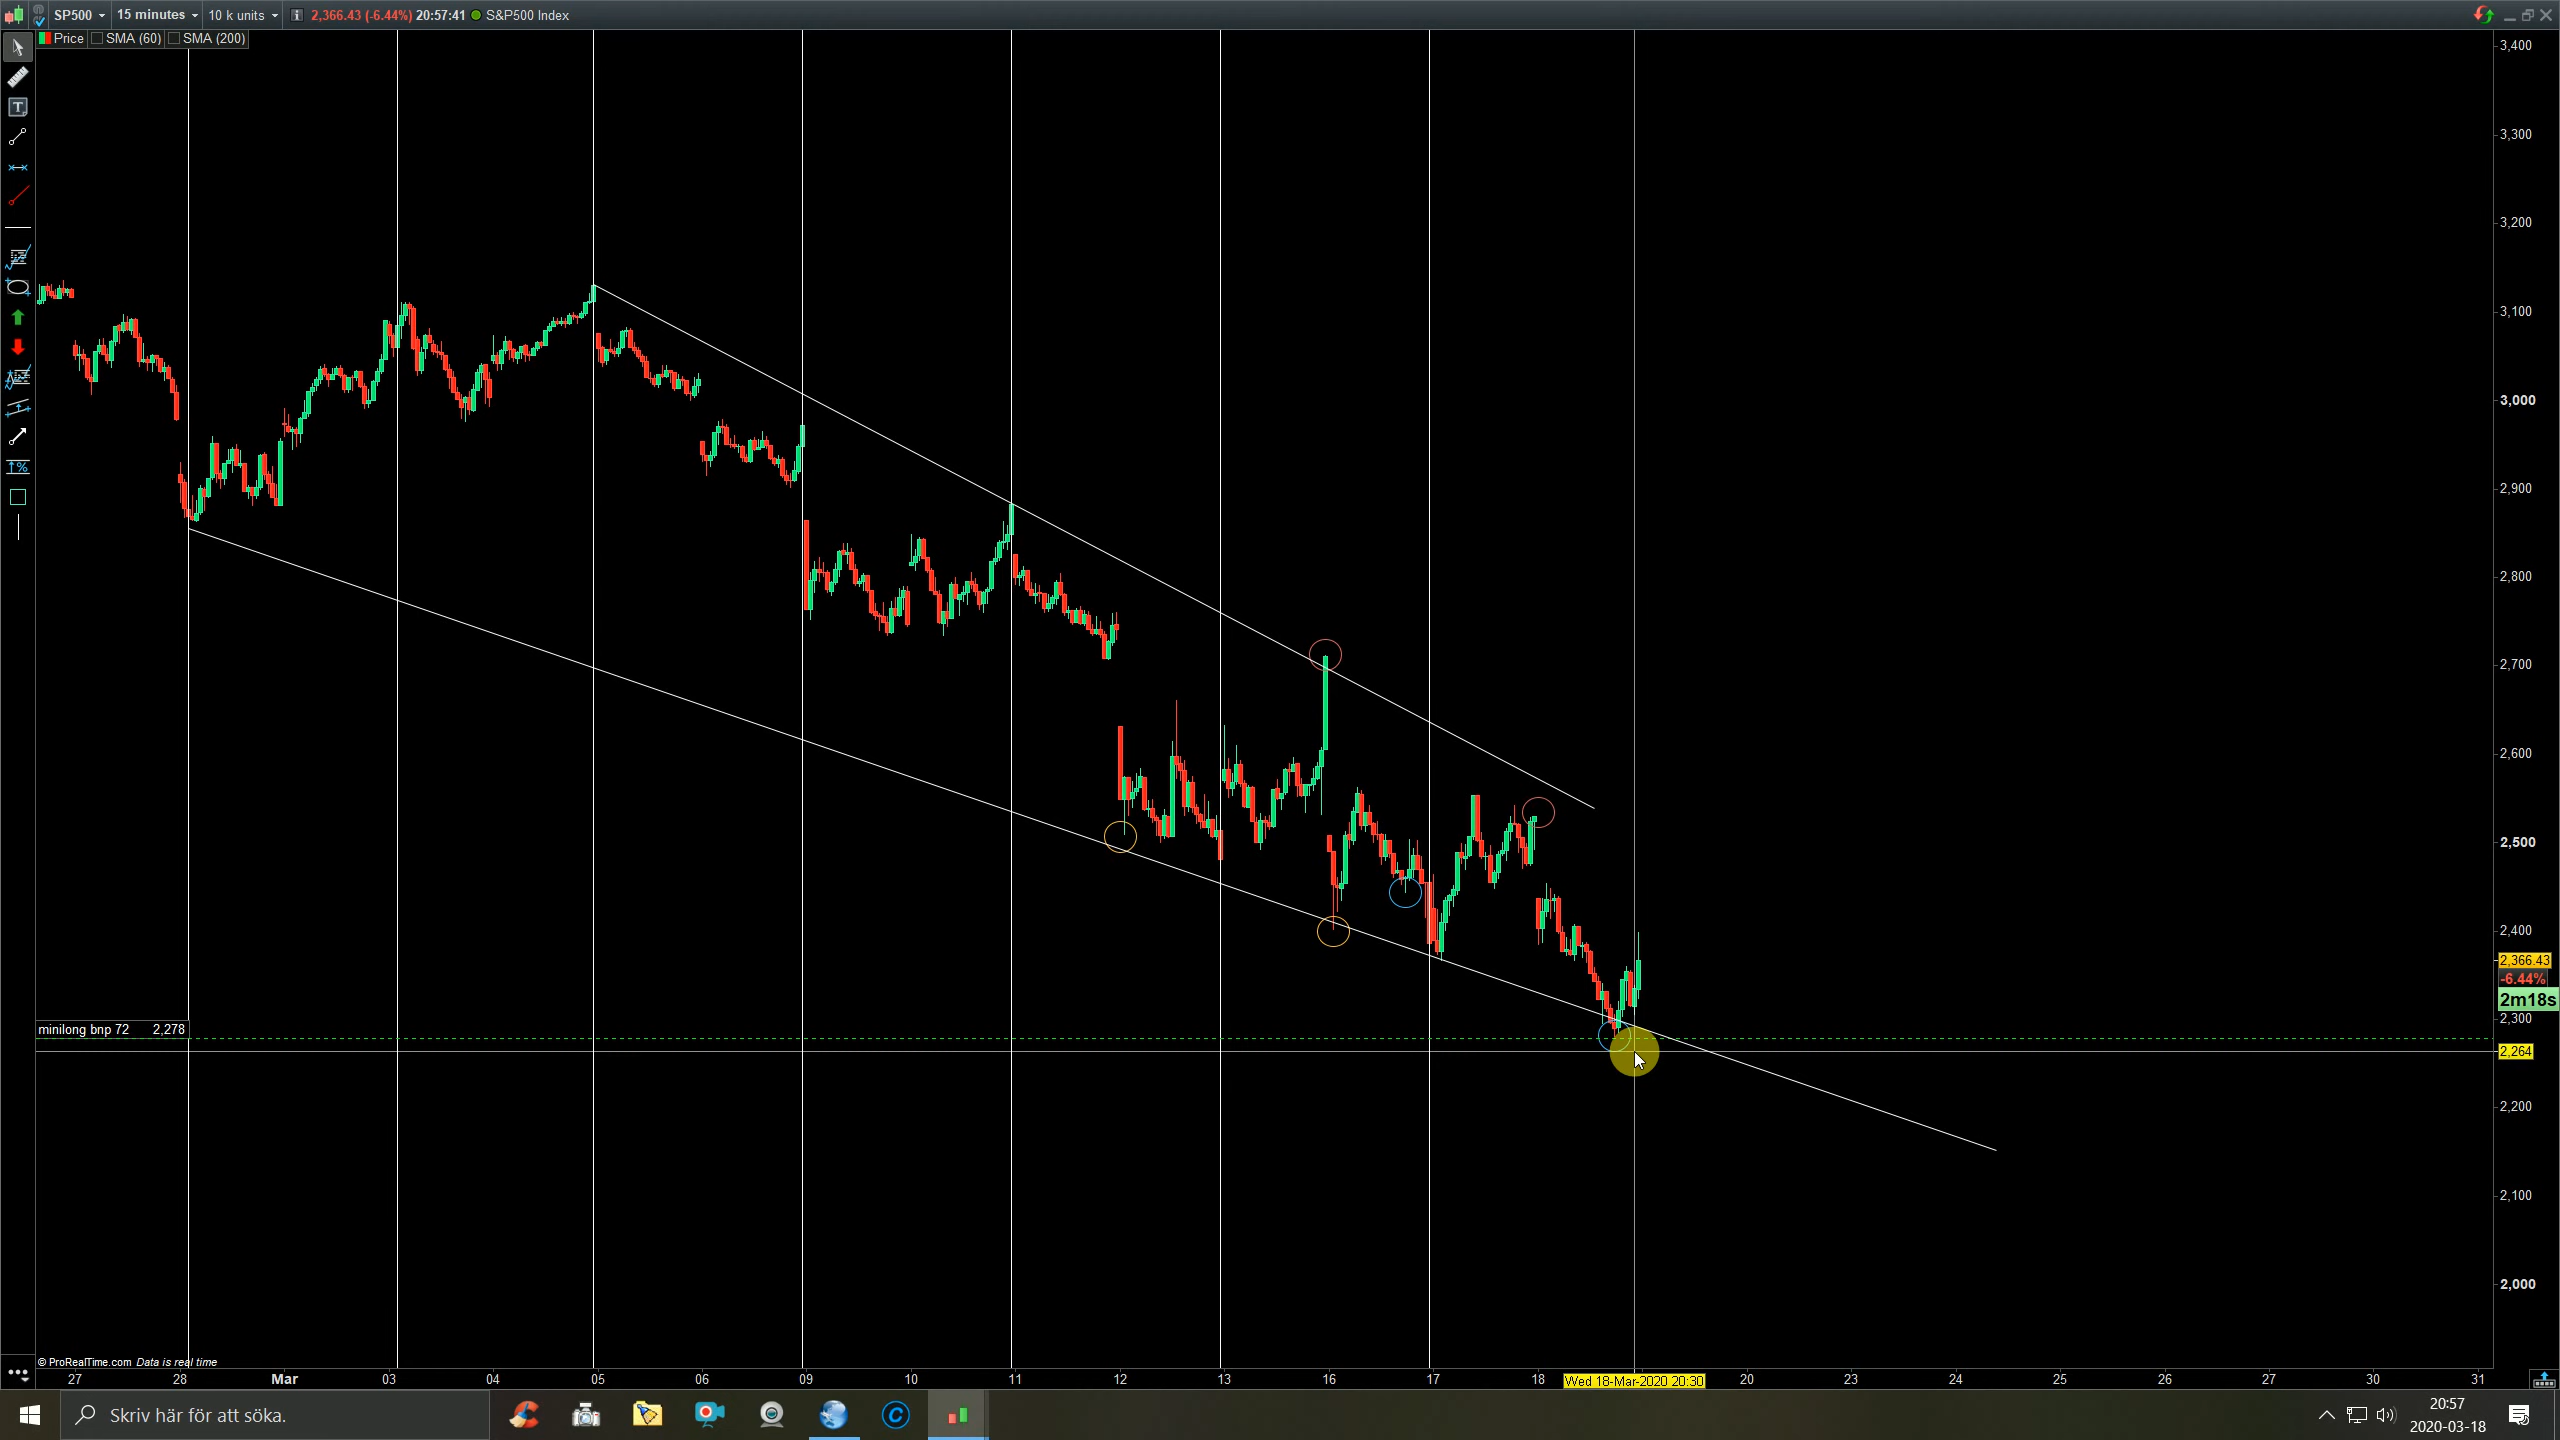 SP500 15 minutes 10 k units 2,366.43 (-6.44%) 20:57:41 S&P500 Index
Price SMA (60) SMA (200)
3,400
3,300
3,200
3,100
3,000
2,900
2,800
2,700
2,600
2,500
2,400
2,366.43
-6.44%
2m18s
2,300
minilong bnp 72 2,278
2,264
2,200
2,100
2,000
© ProRealTime.com Data is real time
27 28 Mar 03 04 05 06 09 10 11 12 13 16 17 18 Wed 18-Mar-2020 20:30 20 23 24 25 26 27 30 31
Skriv här för att söka.
20:57
2020-03-18